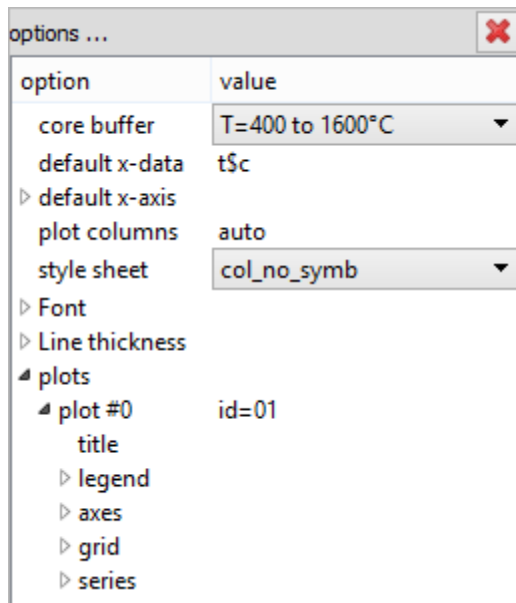 options ...
option value
core buffer T=400 to 1600°C
default x-data t$c
default x-axis
plot columns auto
style sheet col_no_symb
Font
Line thickness
plots
plot #0 id=01
title
legend
axes
grid
series